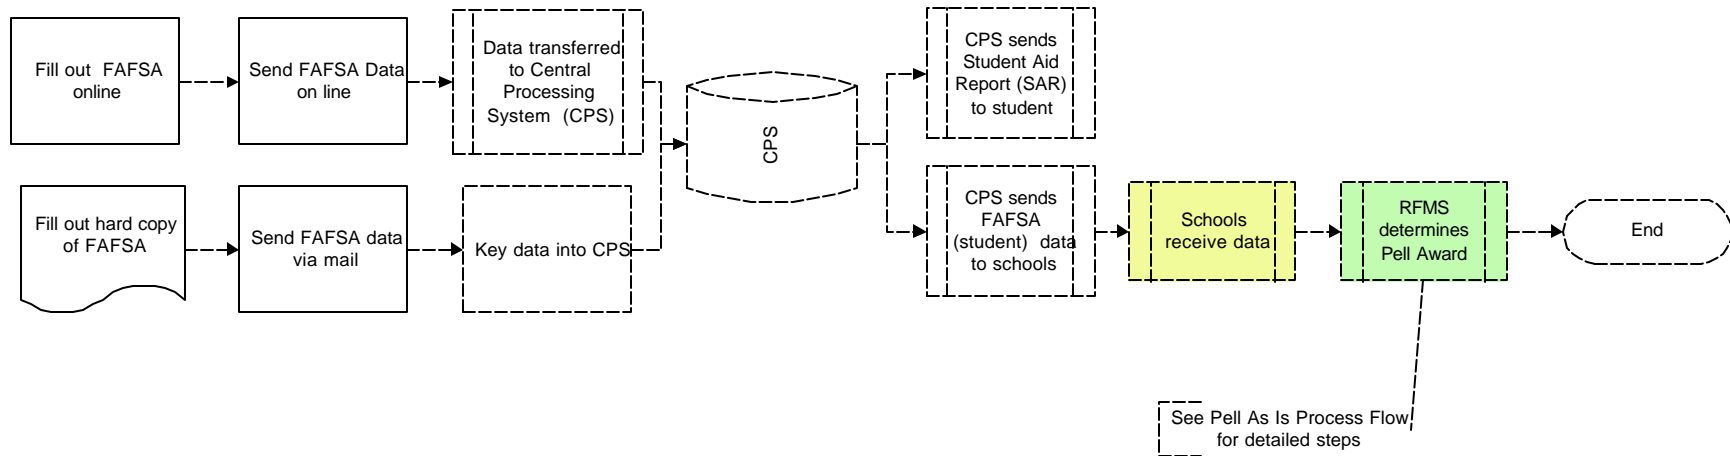 Fill out FAFSA
online
Send FAFSA Data
on line
Data transferred
to Central
Processing
System (CPS)
CPS
CPS sends
Student Aid
Report (SAR)
to student
Fill out hard copy
of FAFSA
Send FAFSA data
via mail
Key data into CPS
CPS sends
FAFSA
(student) data
to schools
Schools
receive data
RFMS
determines
Pell Award
End
See Pell As Is Process Flow
for detailed steps